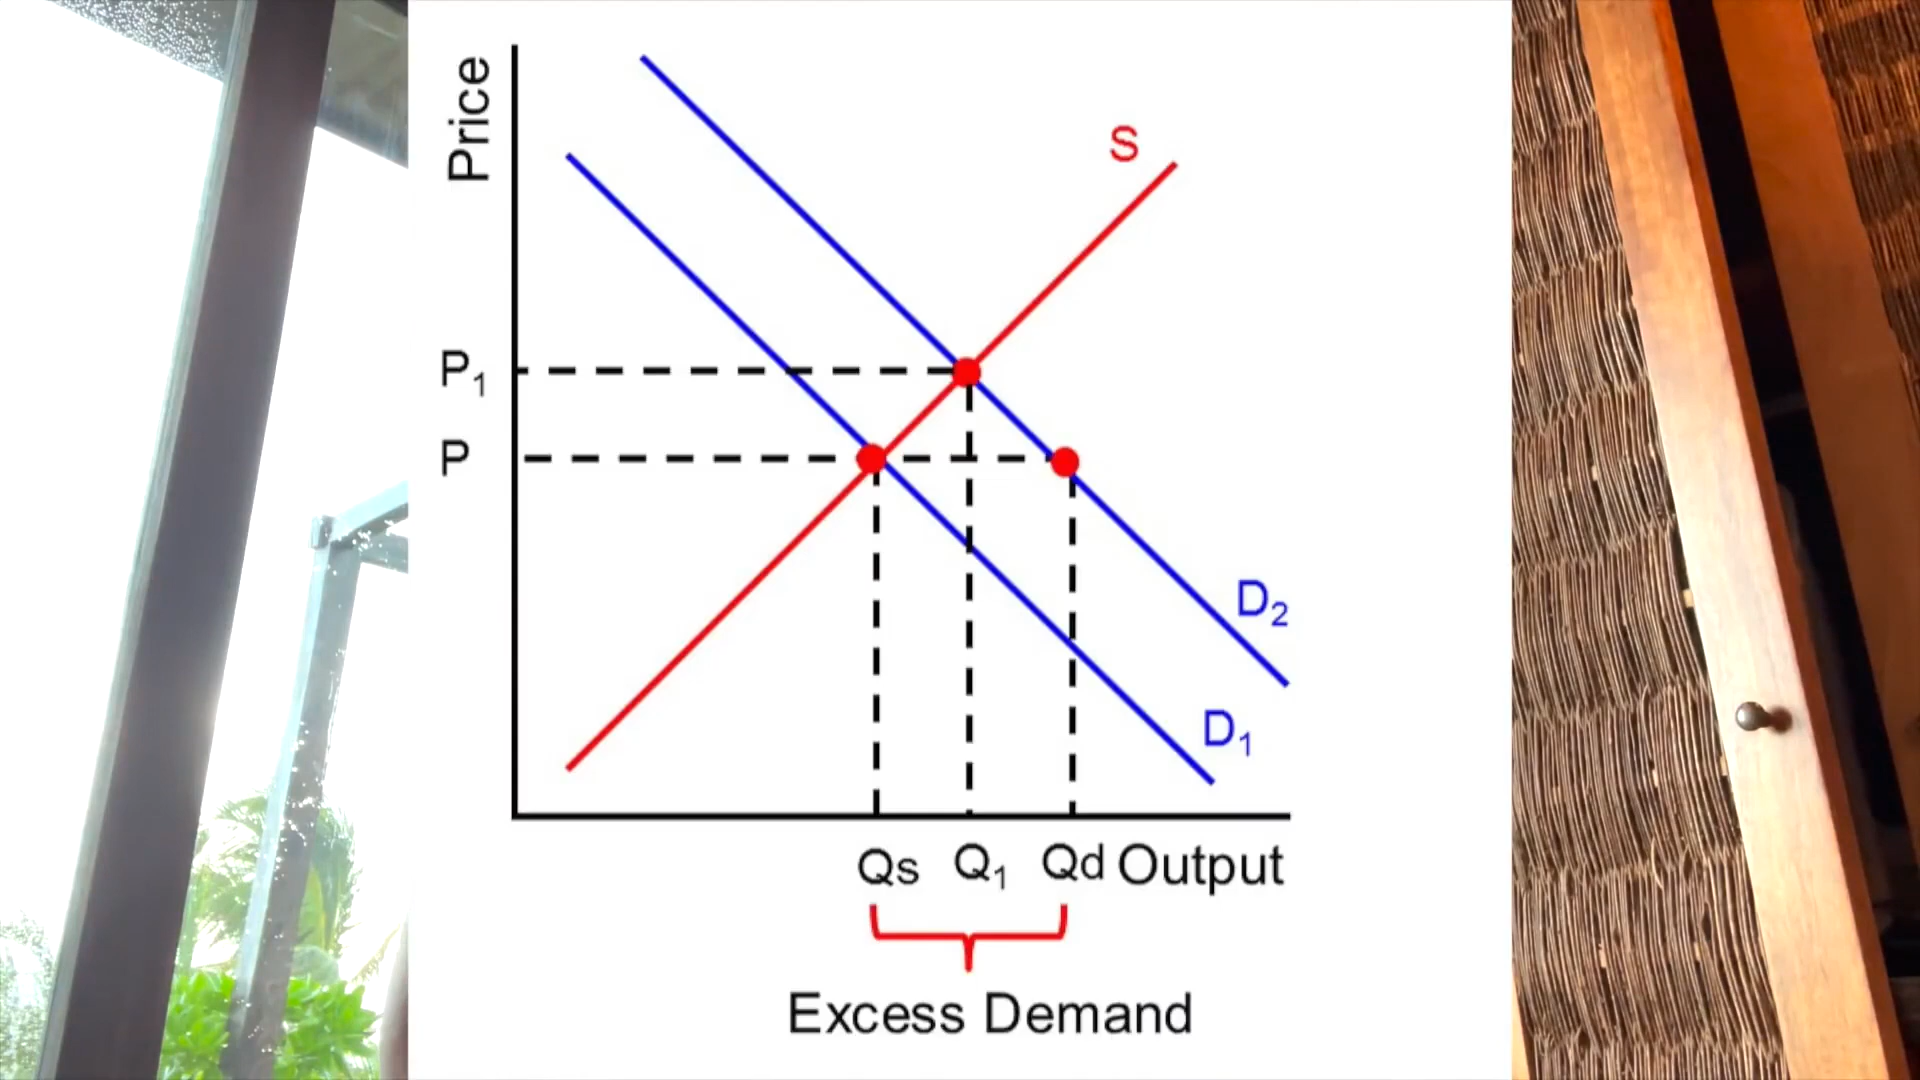 Price
S
P₁
P
D₂
D₁
Qs Q₁ Qd Output
Excess Demand